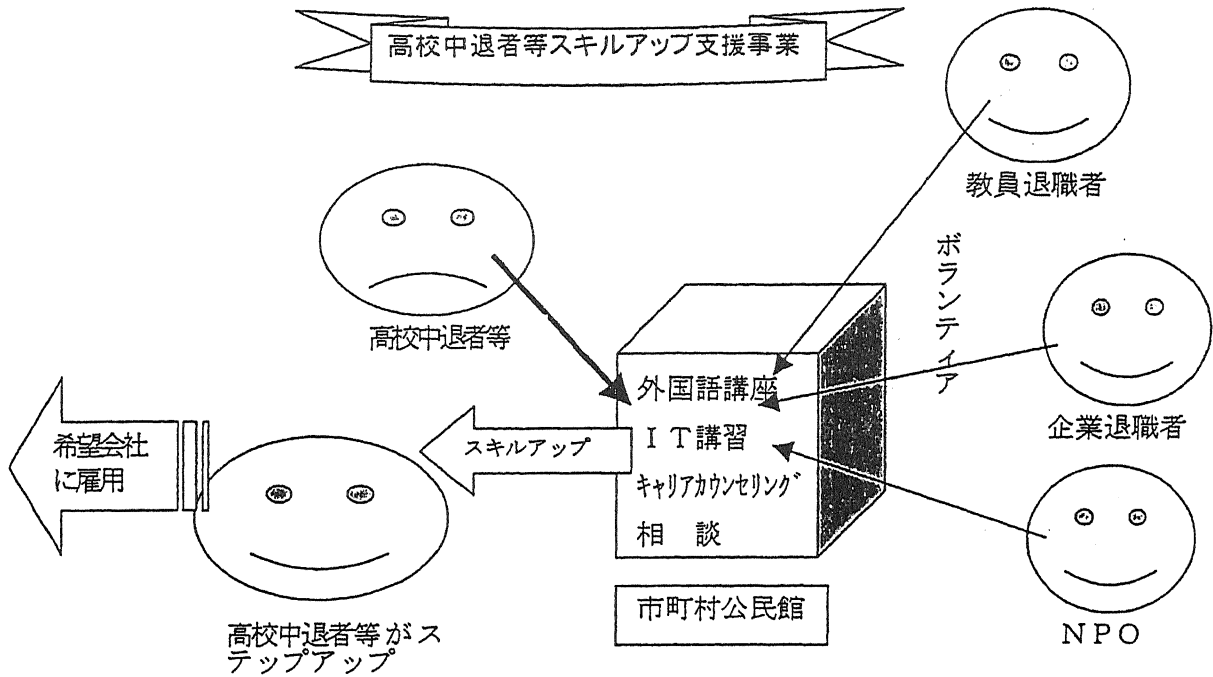 高校中退者等スキルアップ支援事業
教員退職者
高校中退者等
ボランティア
企業退職者
外国語講座
ＩＴ講習
ｷｬﾘｱｶｳﾝｾﾘﾝｸﾞ
相　談
スキルアップ
希望会社
に雇用
市町村公民館
ＮＰＯ
高校中退者等がス
テップアップ